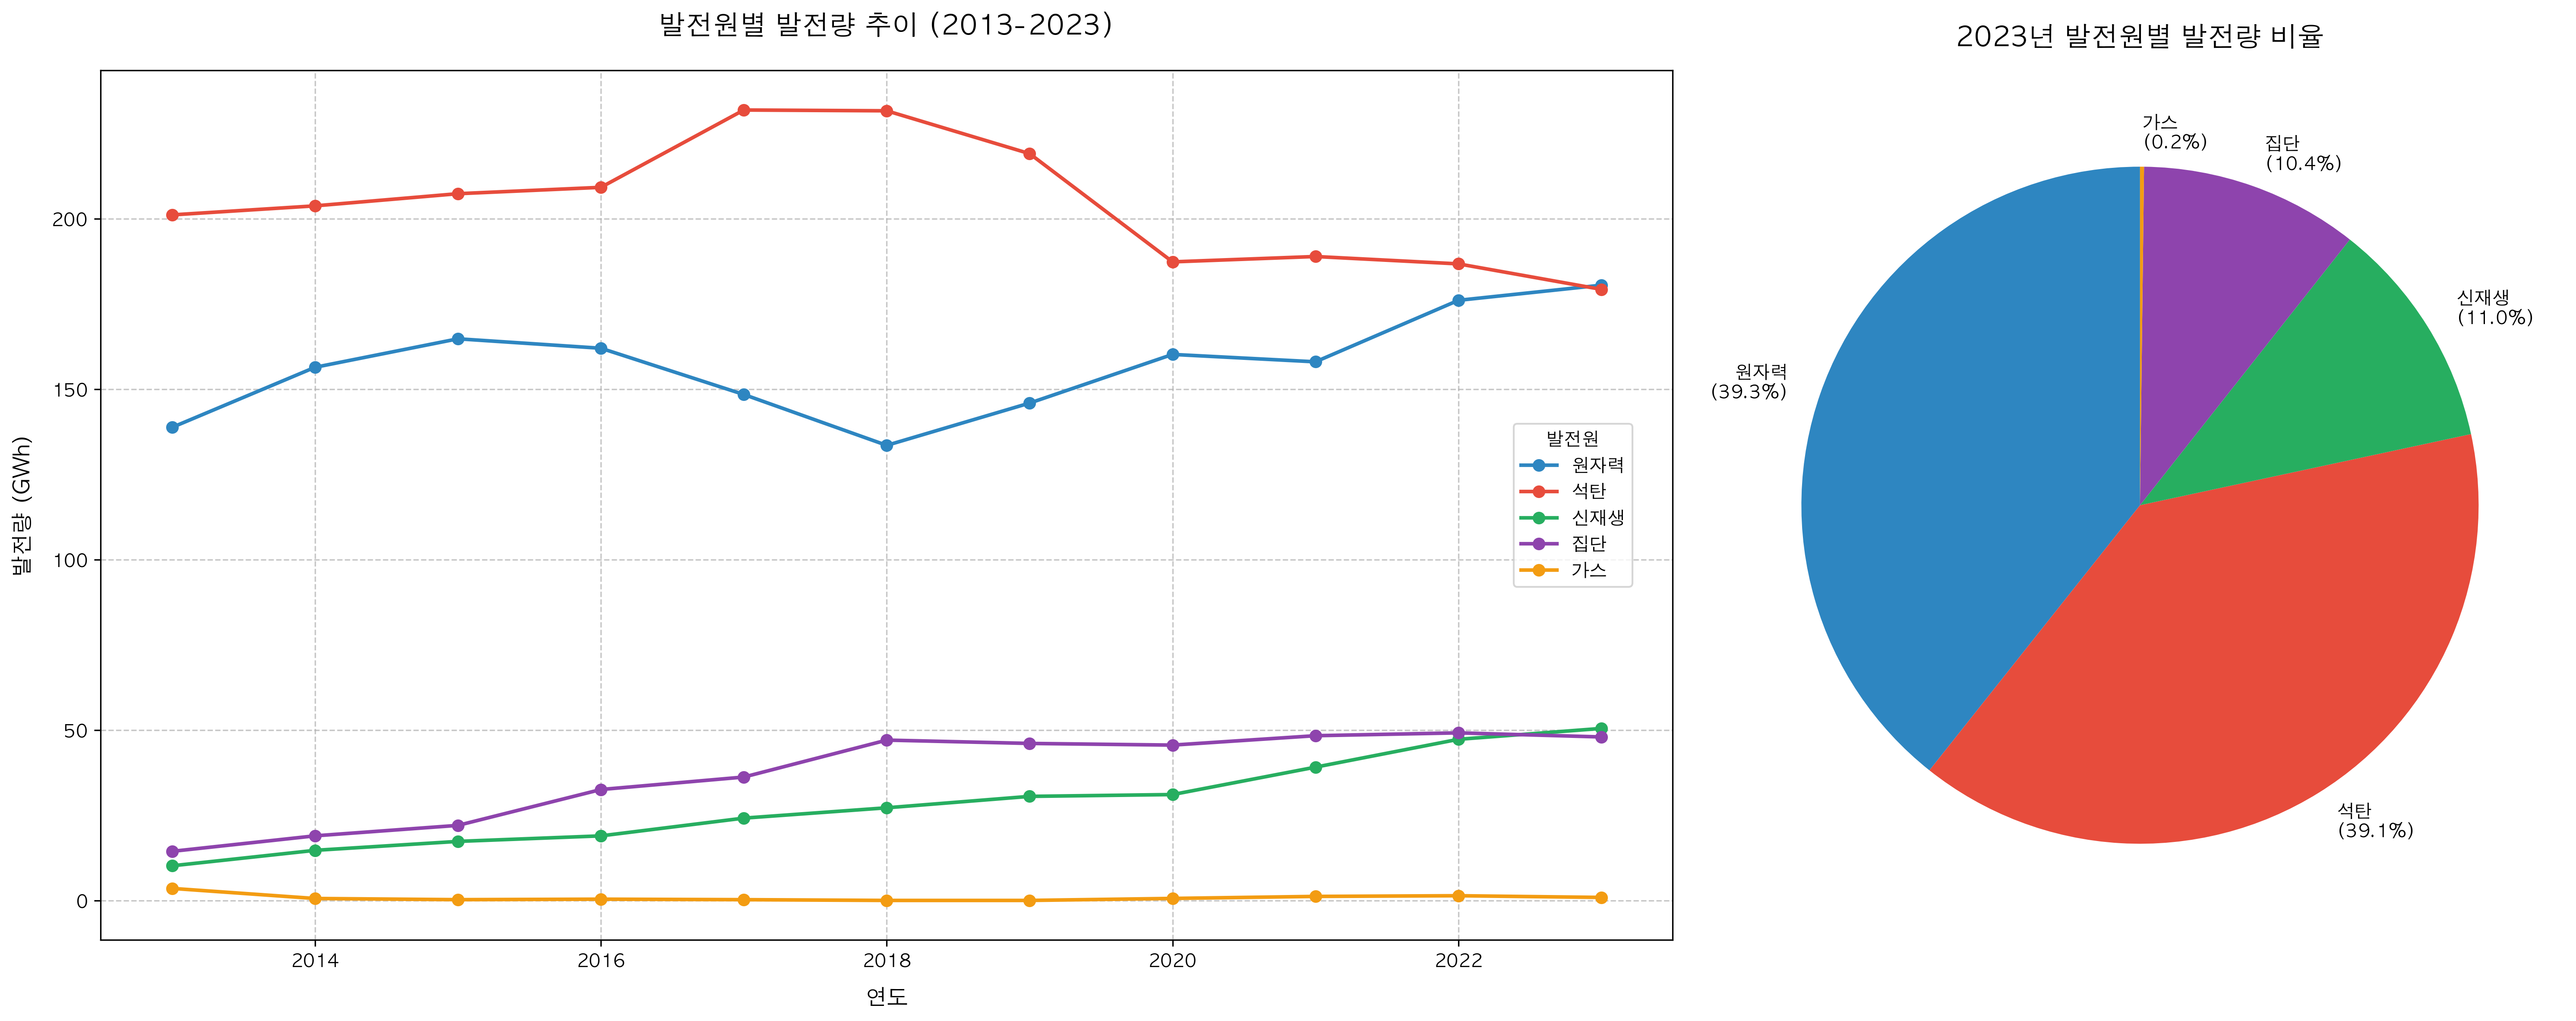 발전원별 발전량 추이 (2013-2023)
발전량 (GWh)
200
150
100
50
0
2014
2016
2018
2020
2022
연도
발전원
원자력
석탄
신재생
집단
가스
2023년 발전원별 발전량 비율
가스
(0.2%)
집단
(10.4%)
신재생
(11.0%)
원자력
(39.3%)
석탄
(39.1%)